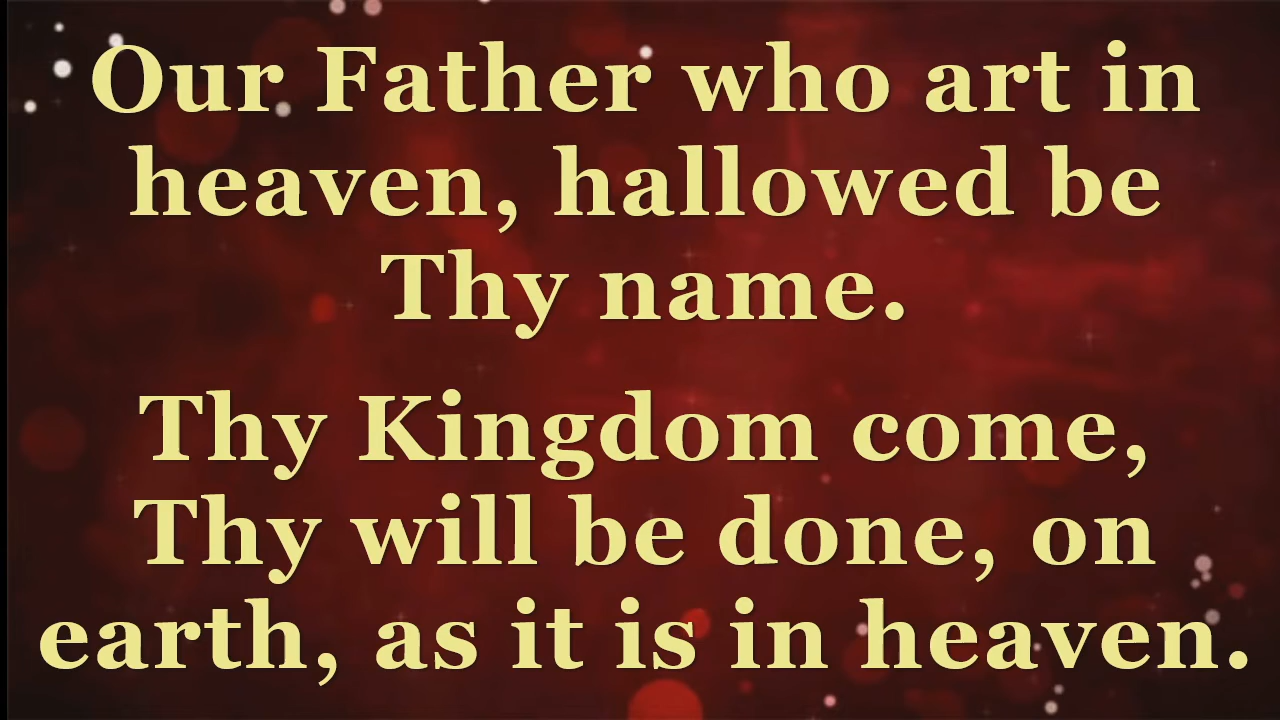 Our Father who art in
heaven, hallowed be
Thy name.
Thy Kingdom come,
Thy will be done, on
earth, as it is in heaven.